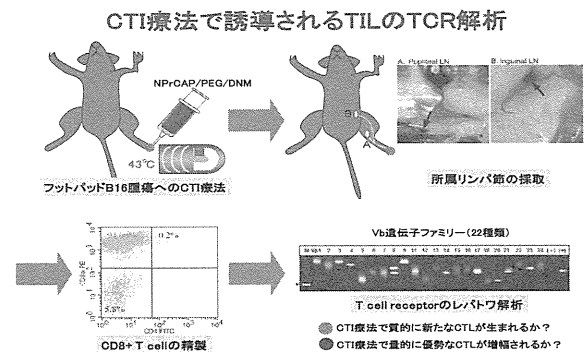 CTI療法で誘導されるTILのTCR解析
NPrCAP/PEG/DNM
43℃
フットパッドB16腫瘍へのCTI療法
A. Popliteal LN
B. Inguinal LN
B
A
所属リンパ節の採取
0.2%
CD4 FITC
CD8+ T cellの精製
Vb遺伝子ファミリー(22種類)
T cell receptorのレパトワ解析
CTI療法で質的に新たなCTLが生まれるか?
CTI療法で量的に優勢なCTLが増幅されるか?